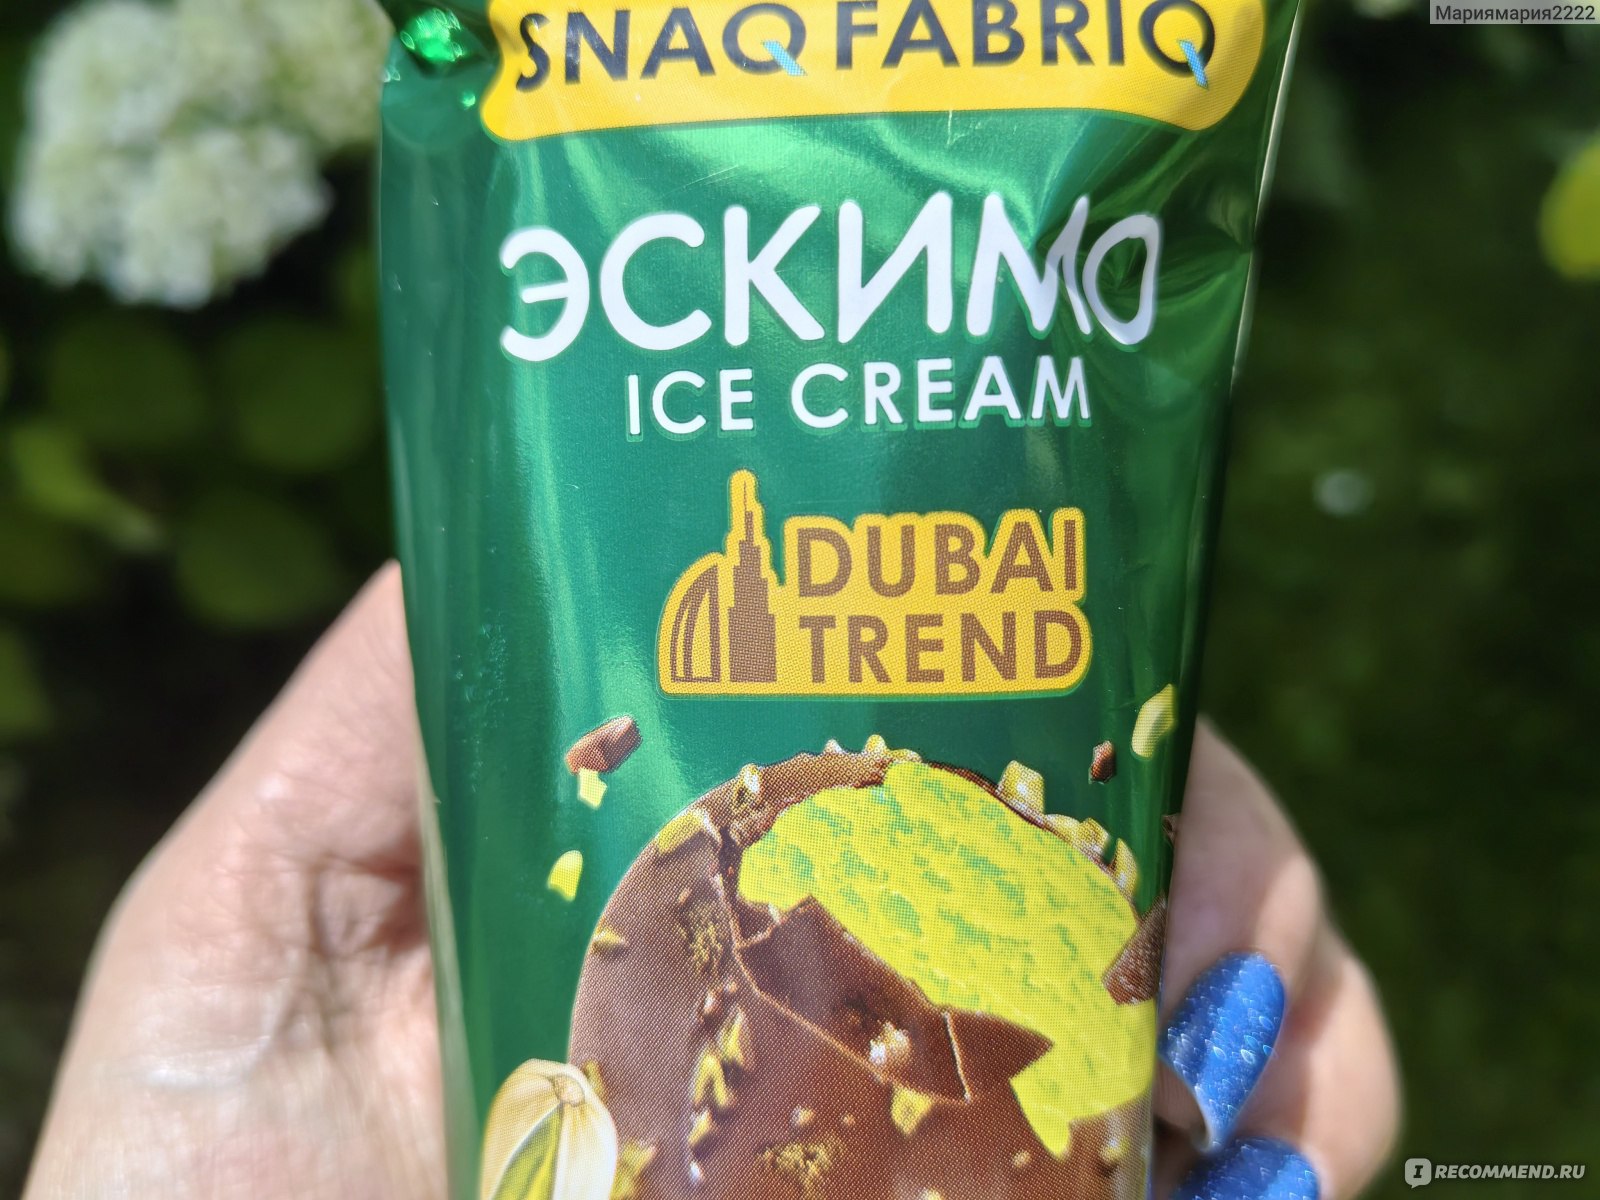 Мариямария2222
SNAQ FABRIQ
ЭСКИМО
ICE CREAM
DUBAI
TREND
I RECOMMEND.RU